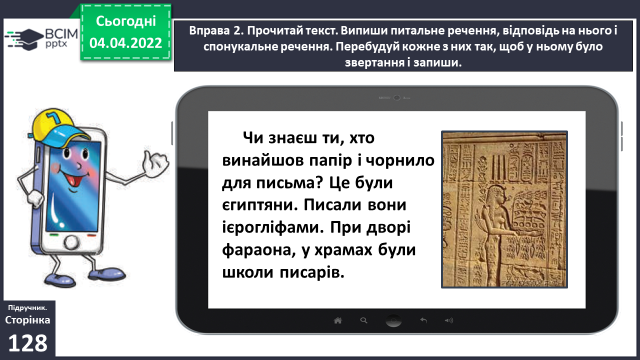 Сьогодні
04.04.2022
ВСІМ
pptx
Вправа 2. Прочитай текст. Випиши питальне речення, відповідь на нього і
спонукальне речення. Перебудуй кожне з них так, щоб у ньому було
звертання і запиши.
Чи знаєш ти, хто
винайшов папір і чорнило
для письма? Це були
єгиптяни. Писали вони
ієрогліфами. При дворі
фараона, у храмах були
школи писарів.
7
Підручник.
Сторінка
128